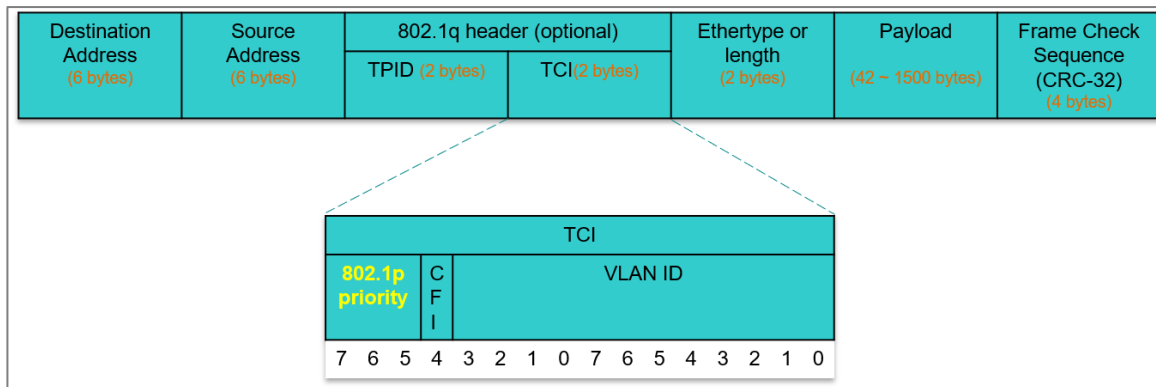 Destination
Address
(6 bytes)
Source
Address
(6 bytes)
802.1q header (optional)
TPID (2 bytes)
TCI(2 bytes)
Ethertype or
length
(2 bytes)
Payload
(42 ~ 1500 bytes)
Frame Check
Sequence
(CRC-32)
(4 bytes)
TCI
802.1p
priority
C
F
I
VLAN ID
7 6 5 4 3 2 1 0 7 6 5 4 3 2 1 0